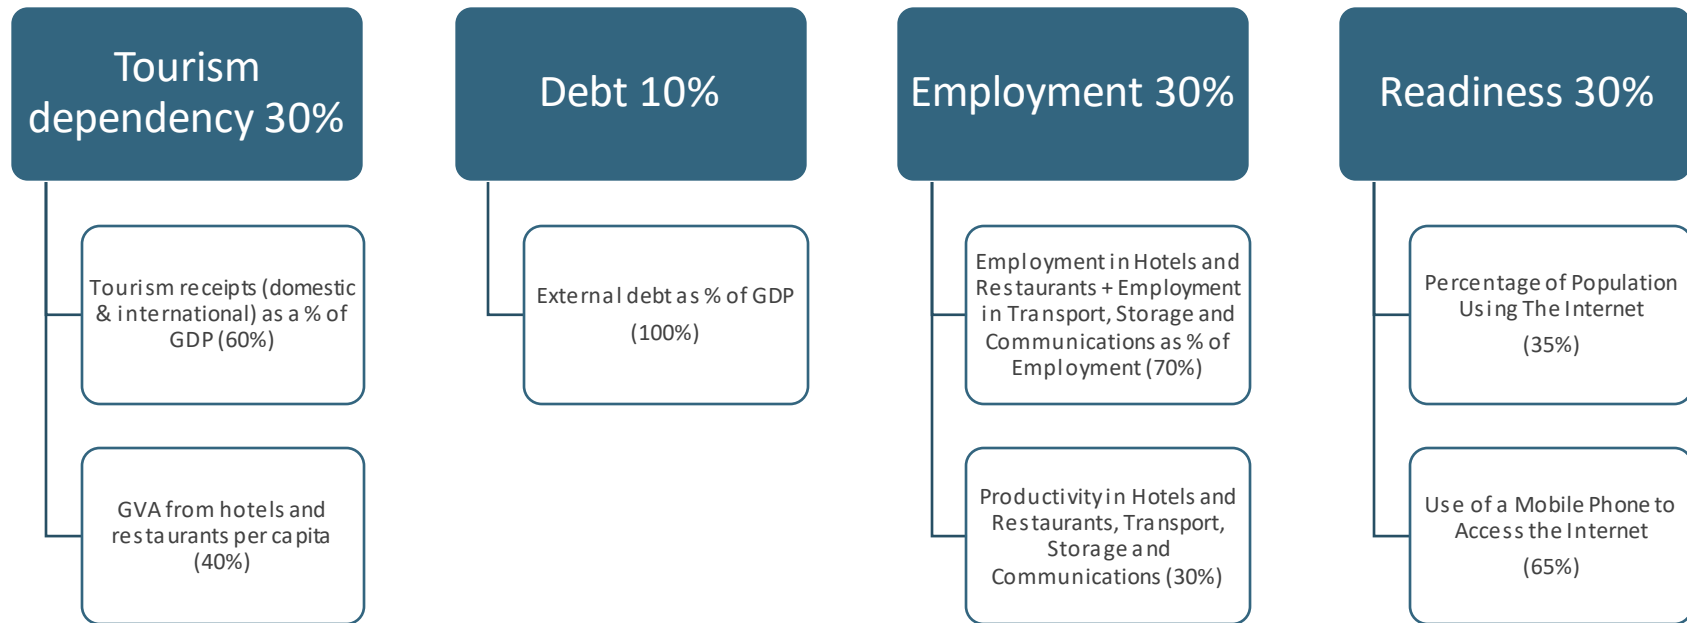 Tourism
dependency 30%
Tourism receipts (domestic
& international) as a % of
GDP (60%)
GVA from hotels and
restaurants per capita
(40%)
Debt 10%
External debt as % of GDP
(100%)
Employment 30%
Employment in Hotels and
Restaurants + Employment
in Transport, Storage and
Communications as % of
Employment (70%)
Productivity in Hotels and
Restaurants, Transport,
Storage and
Communications (30%)
Readiness 30%
Percentage of Population
Using The Internet
(35%)
Use of a Mobile Phone to
Access the Internet
(65%)